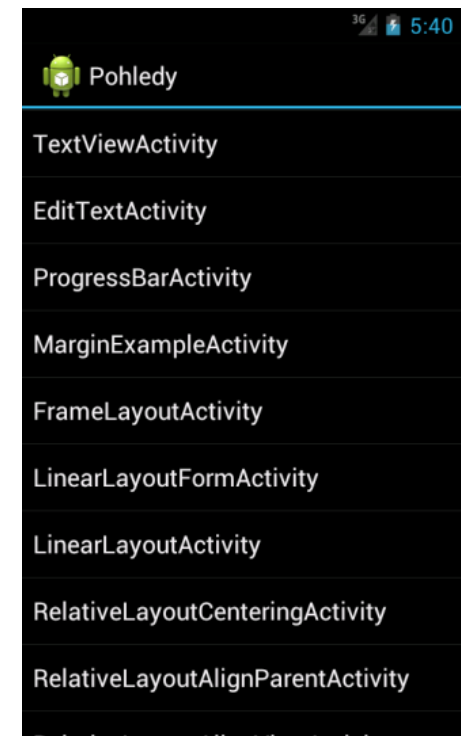 3G 5:40
Pohledy
TextViewActivity
EditTextActivity
ProgressBarActivity
MarginExampleActivity
FrameLayoutActivity
LinearLayoutFormActivity
LinearLayoutActivity
RelativeLayoutCenteringActivity
RelativeLayoutAlignParentActivity